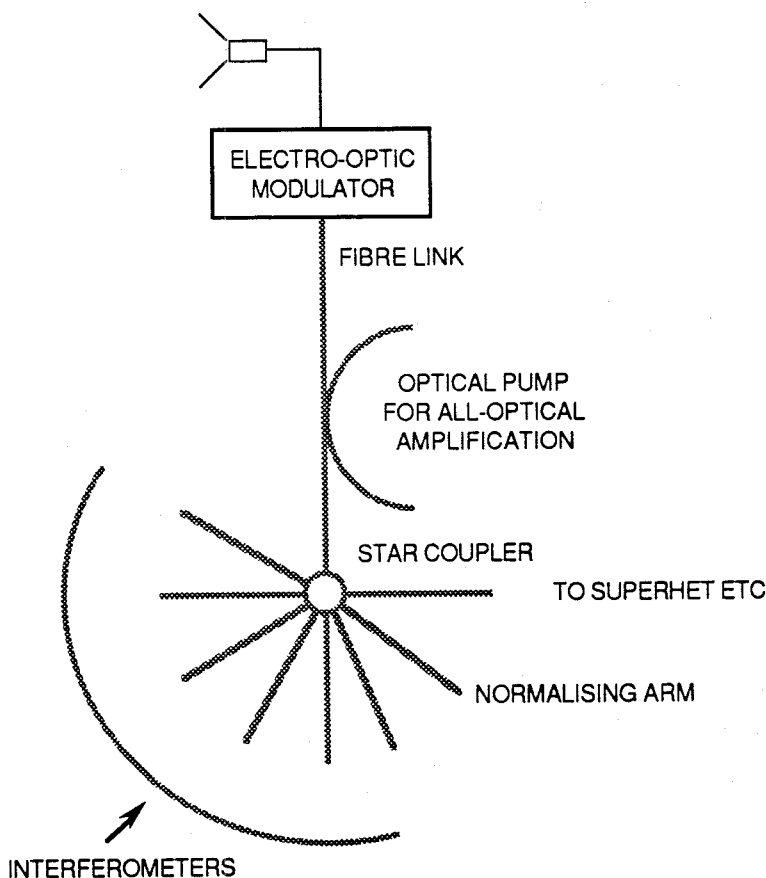 ELECTRO-OPTIC
MODULATOR
FIBRE LINK
OPTICAL PUMP
FOR ALL-OPTICAL
AMPLIFICATION
STAR COUPLER
TO SUPERHET ETC
NORMALISING ARM
INTERFEROMETERS